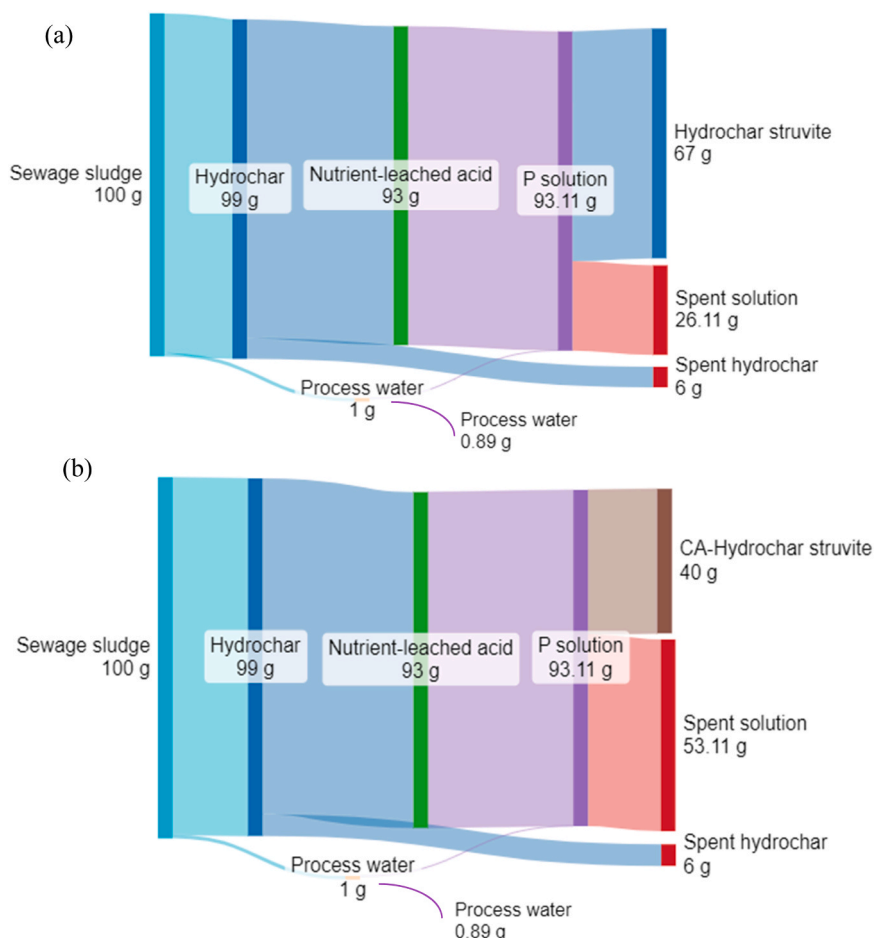 (a)
Sewage sludge
100 g
Hydrochar
99 g
Nutrient-leached acid
93 g
P solution
93.11 g
Hydrochar struvite
67 g
Spent solution
26.11 g
Spent hydrochar
6 g
Process water
1 g
Process water
0.89 g
(b)
Sewage sludge
100 g
Hydrochar
99 g
Nutrient-leached acid
93 g
P solution
93.11 g
CA-Hydrochar struvite
40 g
Spent solution
53.11 g
Spent hydrochar
6 g
Process water
1 g
Process water
0.89 g